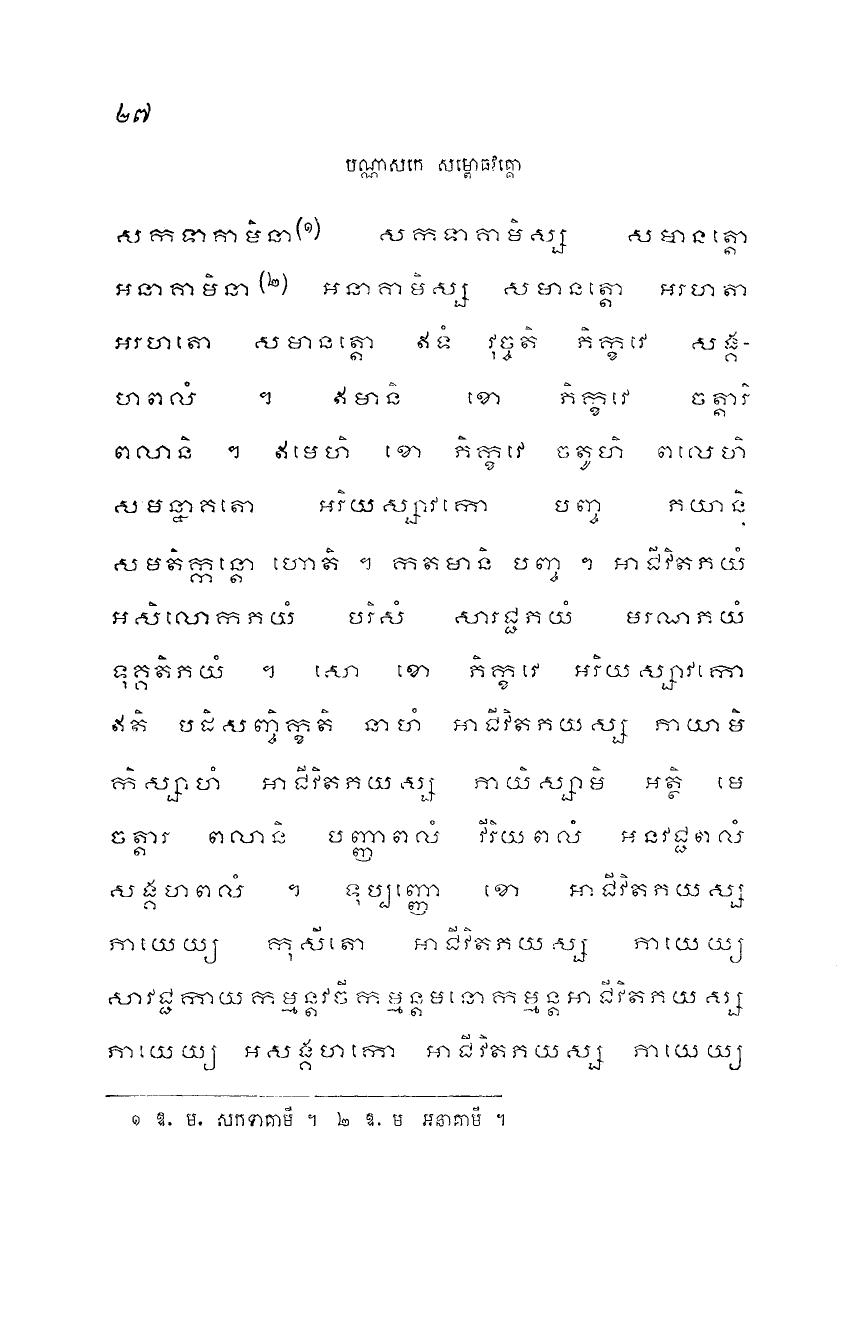 ២៧
បណ្ណាសកេ សម្ពោធវគ្គោ
សកទាគាមិនា(១) សកទាគាមិស្ស សមានត្តោ
អនាគាមិនា(២) អនាគាមិស្ស សមានត្តោ អរហតា
អរហតោ សមានត្តោ ឥទំ វុច្ចតិ ភិក្ខវេ សង្គ-
ហពលំ ។ ឥមានិ ខោ ភិក្ខវេ ចត្តារិ
ពលានិ ។ ឥមេហិ ខោ ភិក្ខវេ ចតូហិ ពលេហិ
សមន្នាគតោ អរិយស្សាវកោ បញ្ច ភយានិ
សមតិក្កន្តោ ហោតិ ។ កតមានិ បញ្ច ។ អាជីវិតភយំ
អសិលោកភយំ បរិសំ សារជ្ជភយំ មរណភយំ
ទុគ្គតិភយំ ។ សោ ខោ ភិក្ខវេ អរិយស្សាវកោ
ឥតិ បដិសញ្ចិក្ខតិ នាហំ អាជីវិតភយស្ស ភាយាមិ
កិស្សាហំ អាជីវិតភយស្ស ភាយិស្សាមិ អត្ថិ មេ
ចត្តារ ពលានិ បញ្ញាពលំ វីរិយពលំ អនវជ្ជពលំ
សង្គហពលំ ។ ទុប្បញ្ញោ ខោ អាជីវិតភយស្ស
ភាយេយ្យ កុសីតោ អាជីវិតភយស្ស ភាយេយ្យ
សាវជ្ជកាយកម្មន្តវចីកម្មន្តមនោកម្មន្តអាជីវិតភយស្ស
ភាយេយ្យ អសង្គហកោ អាជីវិតភយស្ស ភាយេយ្យ
១ ឱ. ម. សកទាគាមី ។ ២ ឱ. ម អនាគាមី ។